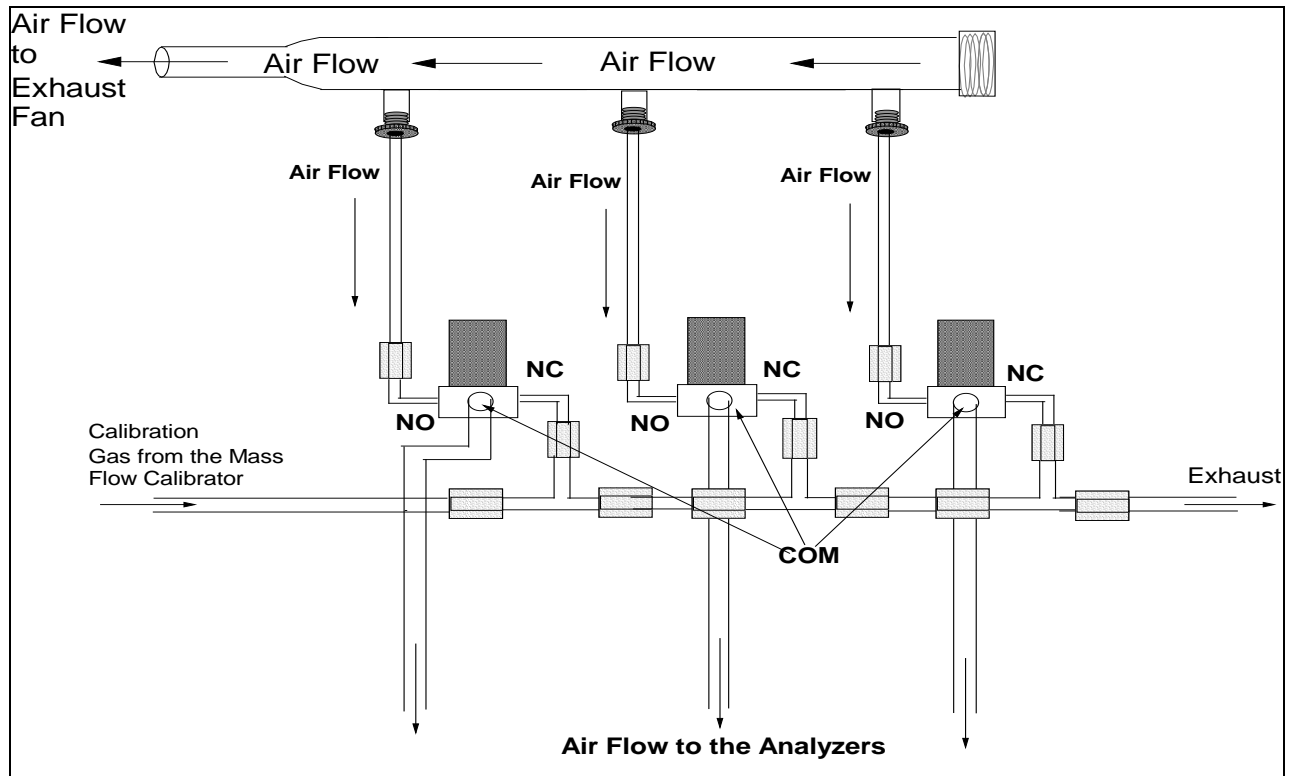 Air Flow
to
Exhaust
Fan
Air Flow
Air Flow
Air Flow
Air Flow
Air Flow
NC
NC
NC
NO
NO
NO
Calibration
Gas from the Mass
Flow Calibrator
Exhaust
COM
Air Flow to the Analyzers